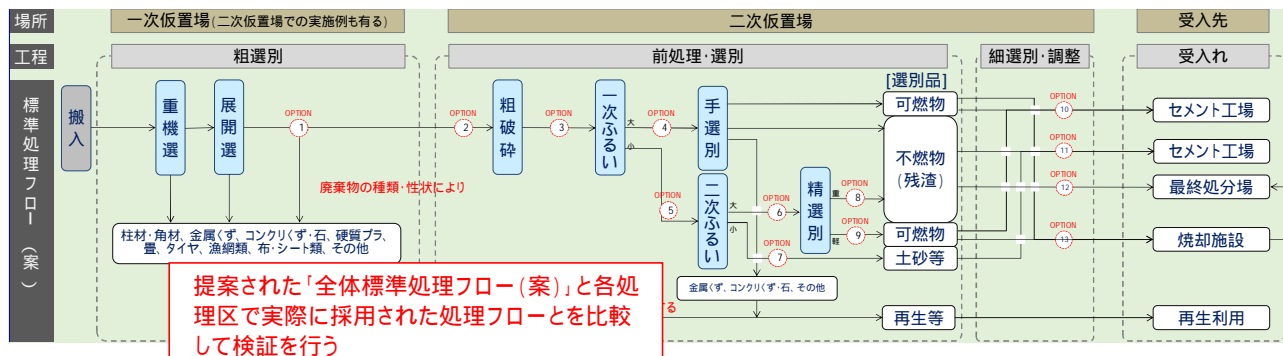 場所
一次仮置場(二次仮置場での実施例も有る)
二次仮置場
受入先
工程
粗選別
前処理・選別
細選別・調整
受入れ
標準処理フロー（案）
搬入
重機選
展開選
OPTION
1
OPTION
2
粗破砕
OPTION
3
一次ふるい
大
小
OPTION
4
手選別
OPTION
5
二次ふるい
大
小
OPTION
6
OPTION
7
精選別
重
軽
OPTION
8
OPTION
9
[選別品]
可燃物
不燃物
(残渣)
可燃物
土砂等
再生等
OPTION
10
OPTION
11
OPTION
12
OPTION
13
セメント工場
セメント工場
最終処分場
焼却施設
再生利用
廃棄物の種類・性状により
柱材・角材、金属くず、コンクリくず・石、硬質プラ、
畳、タイヤ、漁網類、布・シート類、その他
金属くず、コンクリくず・石、その他
する
提案された「全体標準処理フロー(案)」と各処
理区で実際に採用された処理フローとを比較
して検証を行う